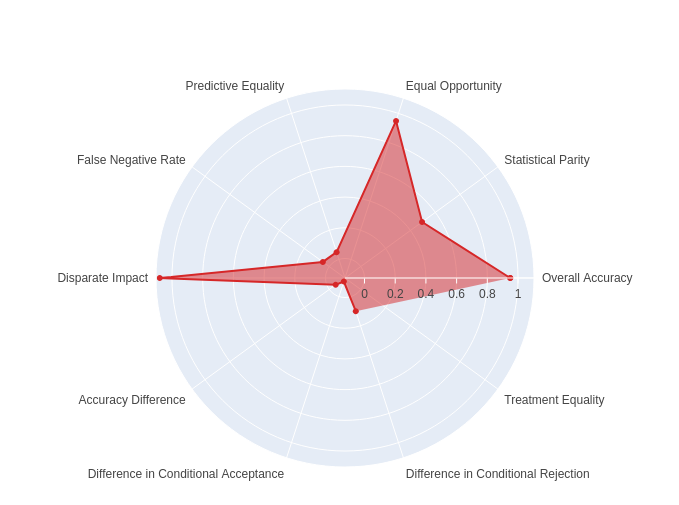 Predictive Equality
Equal Opportunity
False Negative Rate
Statistical Parity
Disparate Impact
Overall Accuracy
0 0.2 0.4 0.6 0.8 1
Accuracy Difference
Treatment Equality
Difference in Conditional Acceptance
Difference in Conditional Rejection